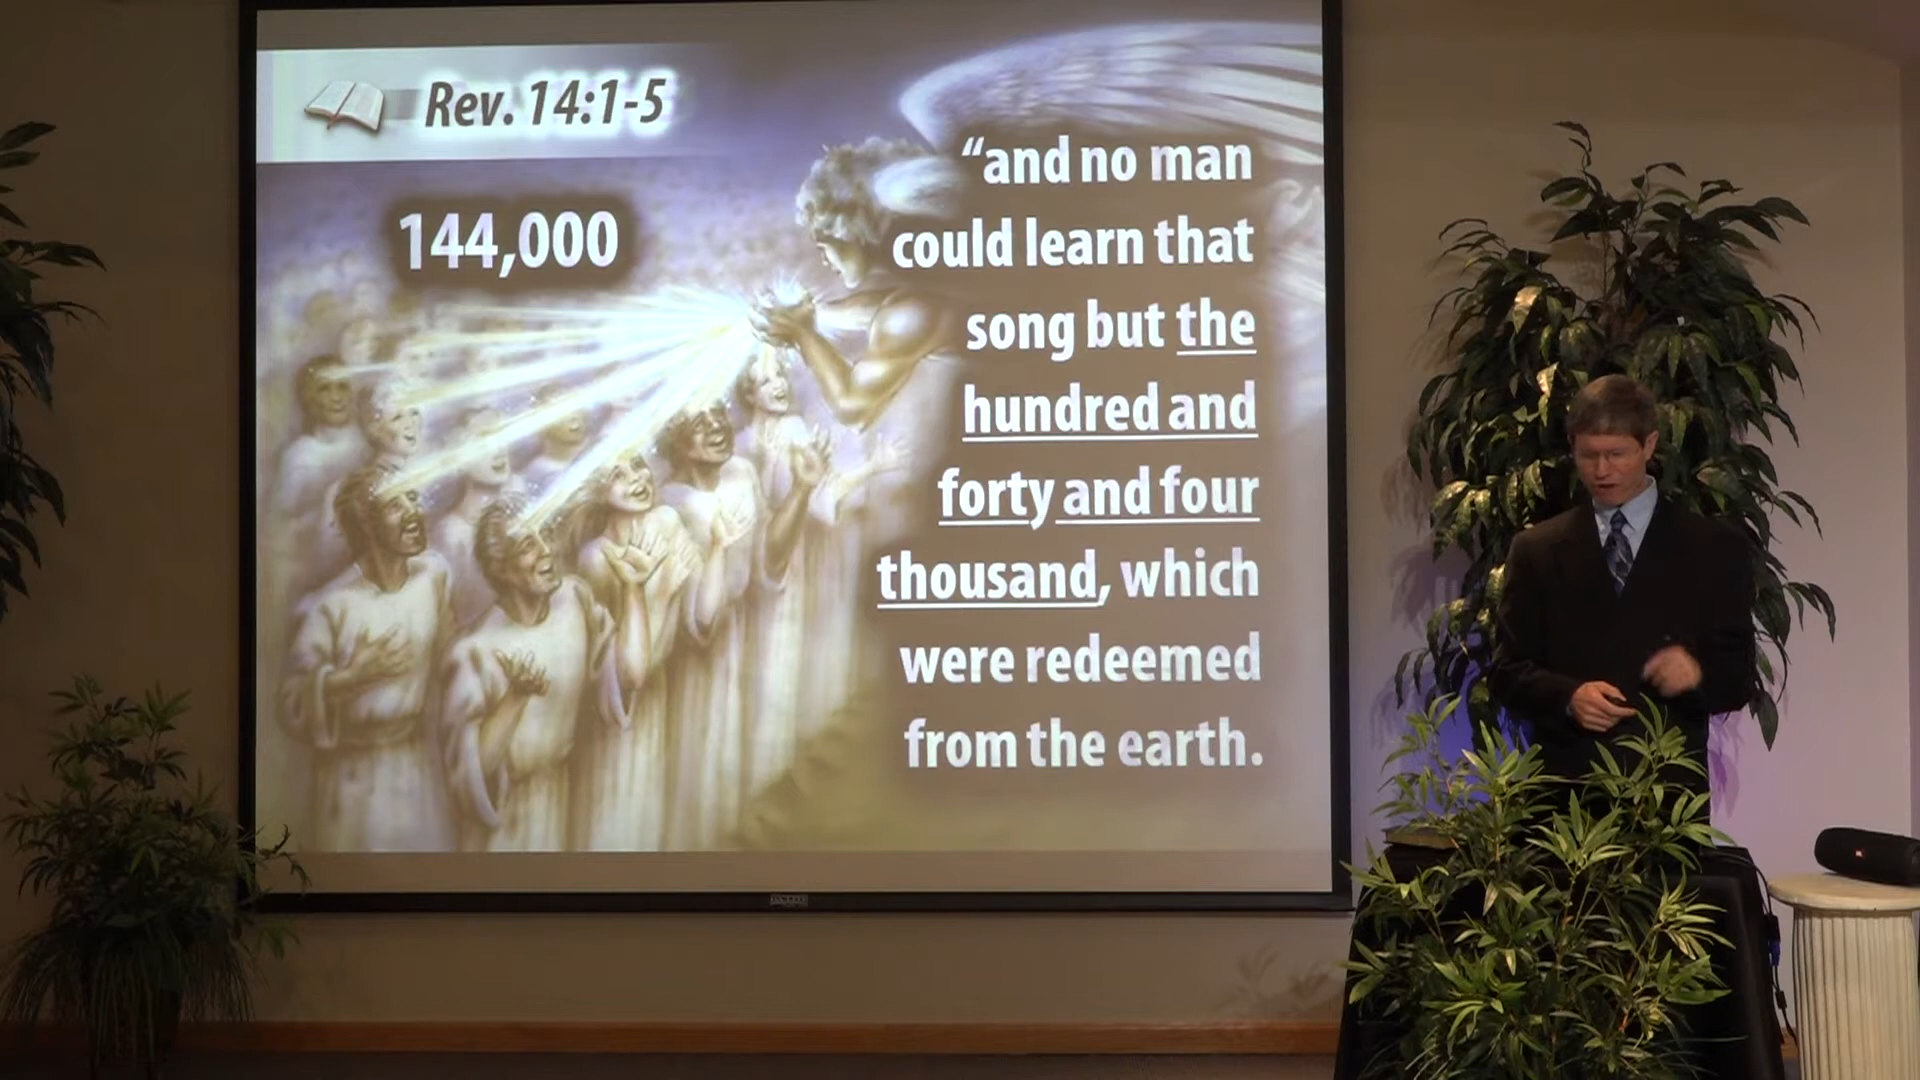 Rev. 14:1-5
144,000
“and no man
could learn that
song but the
hundred and
forty and four
thousand, which
were redeemed
from the earth.
JBL